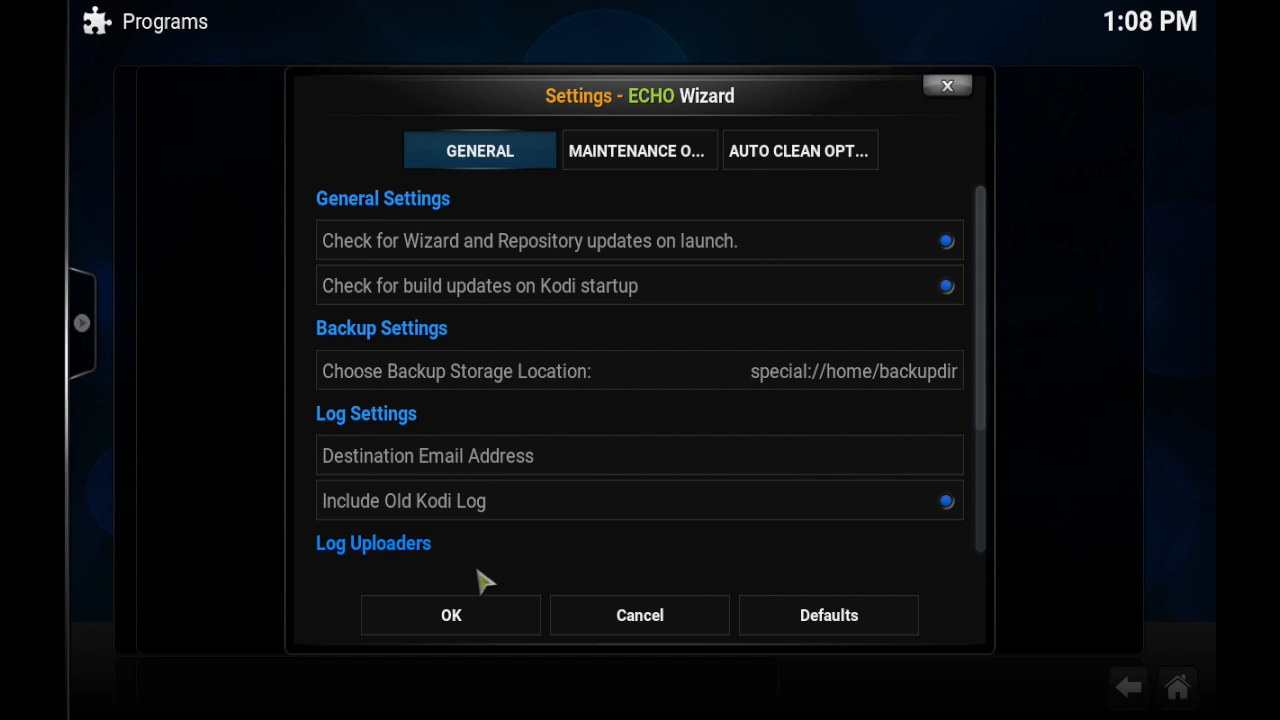 Programs
1:08 PM
Settings - ECHO Wizard
x
GENERAL
MAINTENANCE O...
AUTO CLEAN OPT...
General Settings
Check for Wizard and Repository updates on launch.
Check for build updates on Kodi startup
Backup Settings
Choose Backup Storage Location: special://home/backupdir
Log Settings
Destination Email Address
Include Old Kodi Log
Log Uploaders
OK
Cancel
Defaults